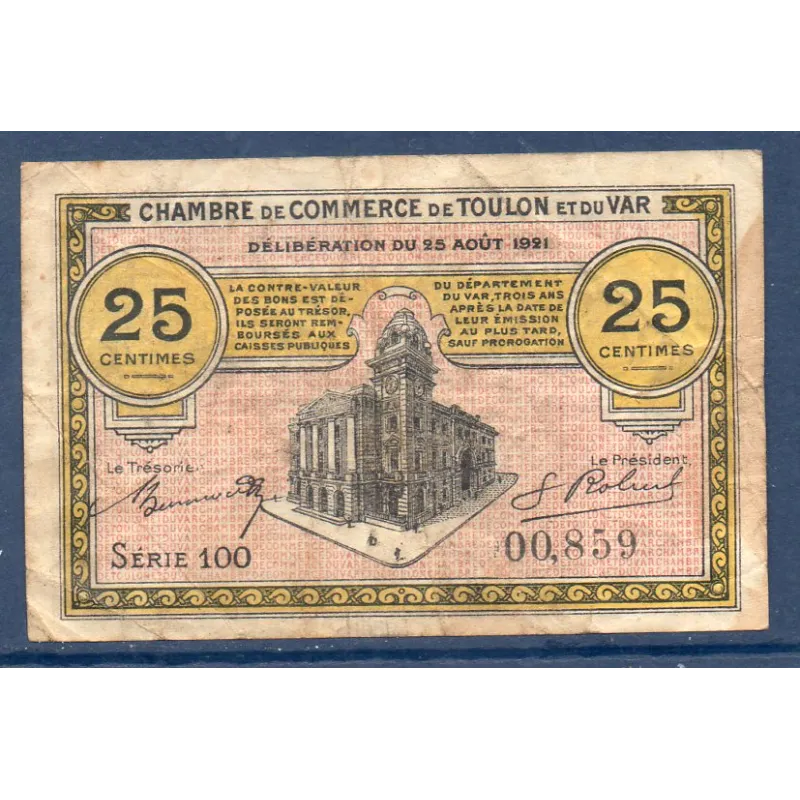 CHAMBRE DE COMMERCE DE TOULON ET DU VAR
DÉLIBÉRATION DU 25 AOÛT 1921
25
CENTIMES
LA CONTRE-VALEUR
DES BONS EST DÉ-
POSÉE AU TRÉSOR,
ILS SERONT REM-
BOURSÉS AUX
CAISSES PUBLIQUES
DU DÉPARTEMENT
DU VAR, TROIS ANS
APRÈS LA DATE DE
LEUR ÉMISSION
AU PLUS TARD,
SAUF PROROGATION
25
CENTIMES
Le Trésorier
Le Président,
SÉRIE 100
00,859